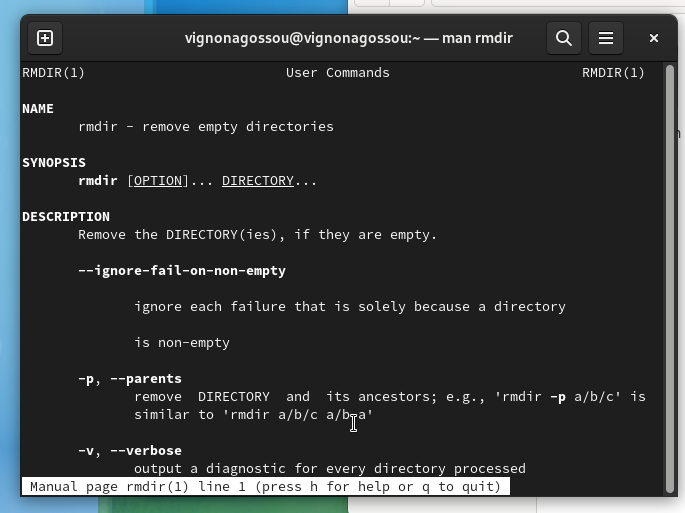 vignonagossou@vignonagossou:~ — man rmdir
RMDIR(1) User Commands RMDIR(1)
NAME
rmdir - remove empty directories
SYNOPSIS
rmdir [OPTION]... DIRECTORY...
DESCRIPTION
Remove the DIRECTORY(ies), if they are empty.
--ignore-fail-on-non-empty
ignore each failure that is solely because a directory
is non-empty
-p, --parents
remove DIRECTORY and its ancestors; e.g., 'rmdir -p a/b/c' is
similar to 'rmdir a/b/c a/b a'
-v, --verbose
output a diagnostic for every directory processed
Manual page rmdir(1) line 1 (press h for help or q to quit)